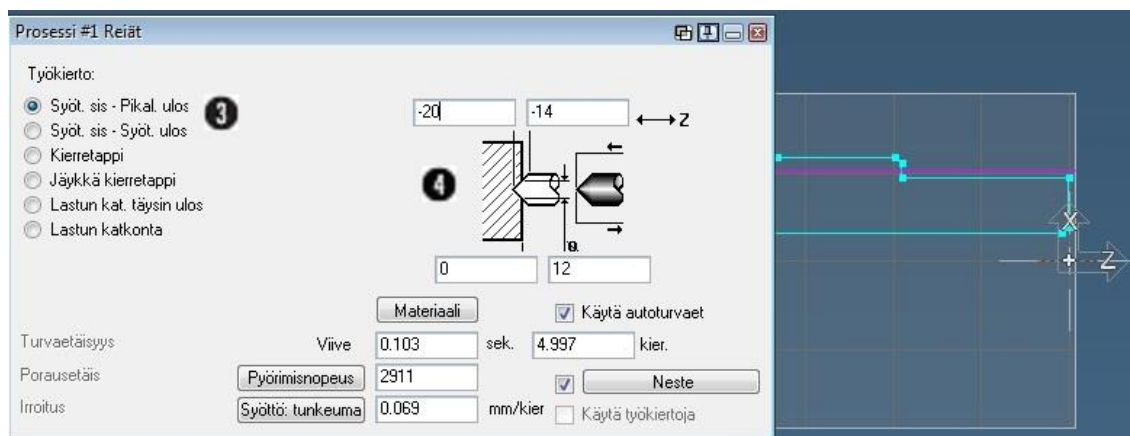 Prosessi #1 Reiät
Työkierto:
Syöt. sis - Pikal. ulos
3
Syöt. sis - Syöt. ulos
Kierretappi
Jäykkä kierretappi
Lastun kat. täysin ulos
Lastun katkonta
-20 -14
Z
4
0 12
Materiaali Käytä autoturvaet
Turvaetäisyys Viive 0.103 sek. 4.997 kier.
Porausetäis Pyörimisnopeus 2911 Neste
Irroitus Syöttö: tunkeuma 0.069 mm/kier Käytä työkiertoja
X
Z